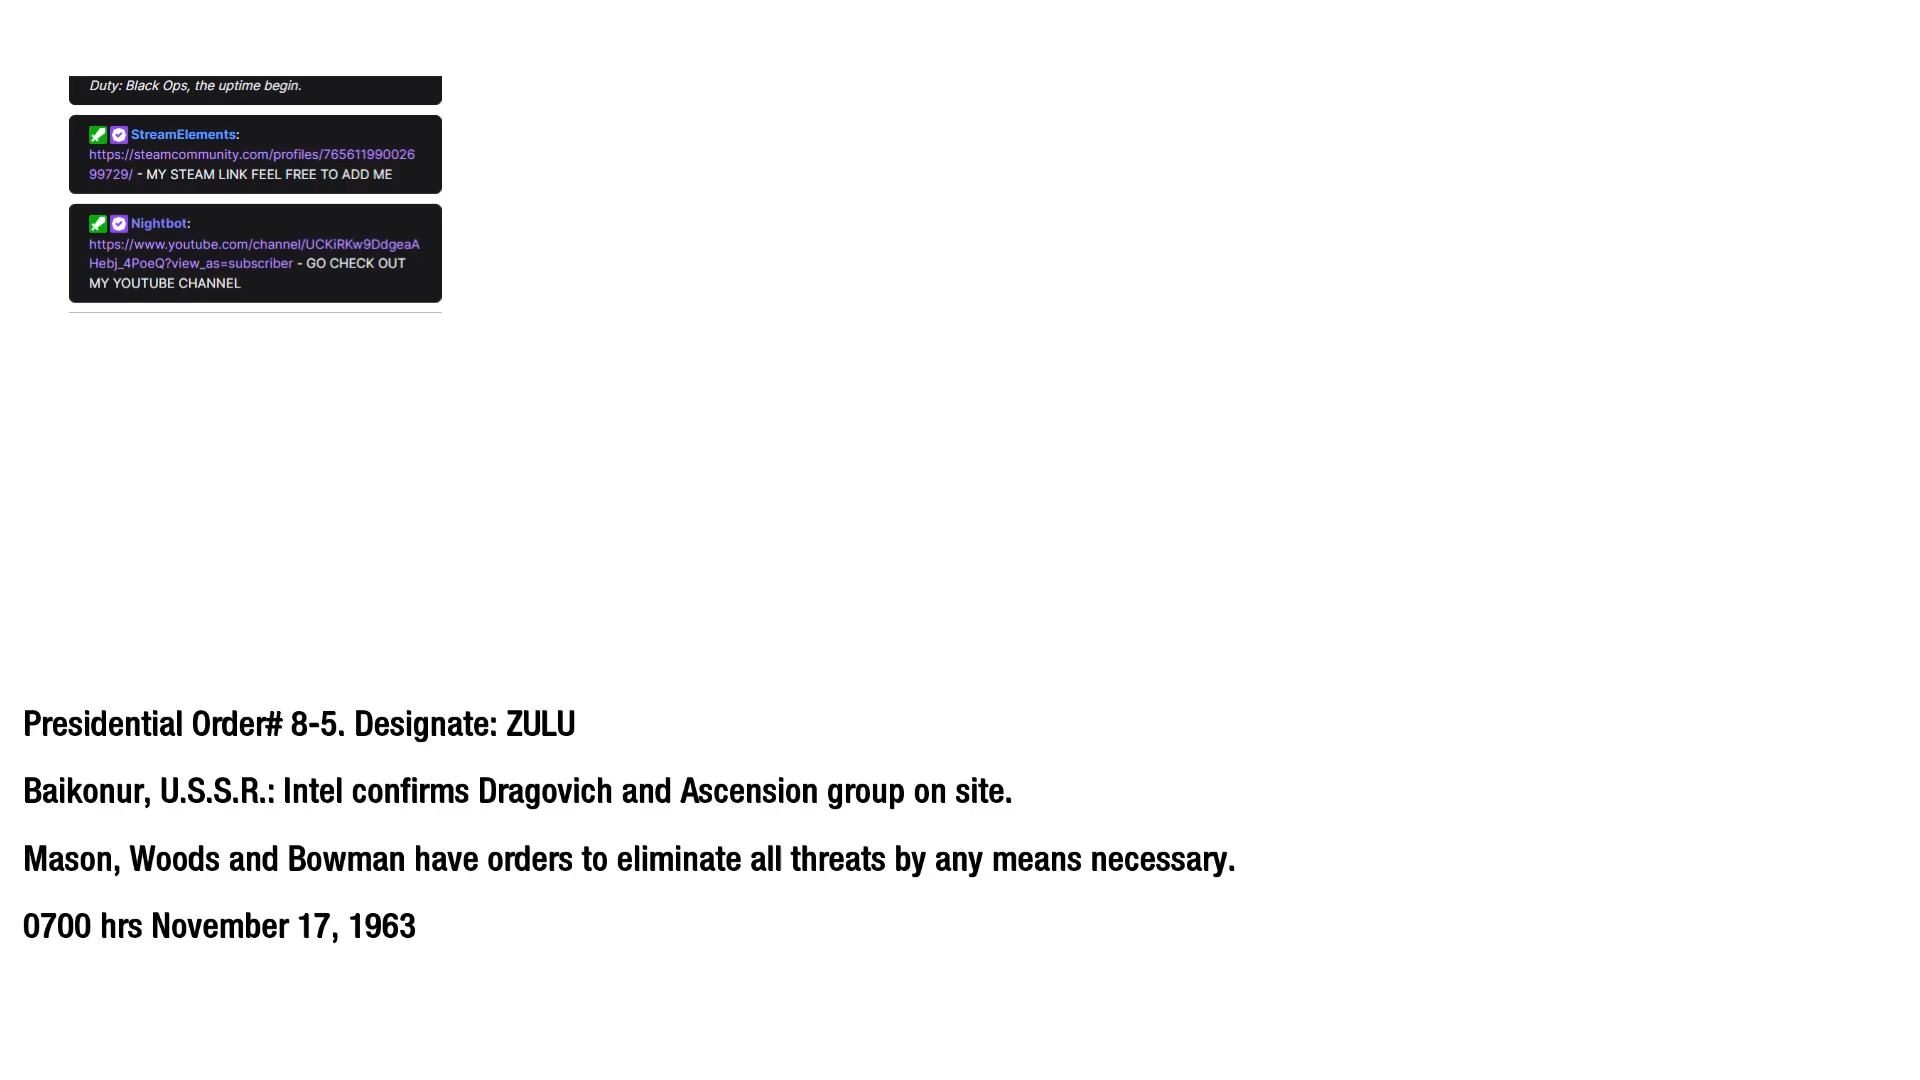 Duty: Black Ops, the uptime begin.
StreamElements:
https://steamcommunity.com/profiles/765611990026
99729/ - MY STEAM LINK FEEL FREE TO ADD ME
Nightbot:
https://www.youtube.com/channel/UCKiRKw9DdgeaA
Hebj_4PoeQ?view_as=subscriber - GO CHECK OUT
MY YOUTUBE CHANNEL
Presidential Order# 8-5. Designate: ZULU
Baikonur, U.S.S.R.: Intel confirms Dragovich and Ascension group on site.
Mason, Woods and Bowman have orders to eliminate all threats by any means necessary.
0700 hrs November 17, 1963